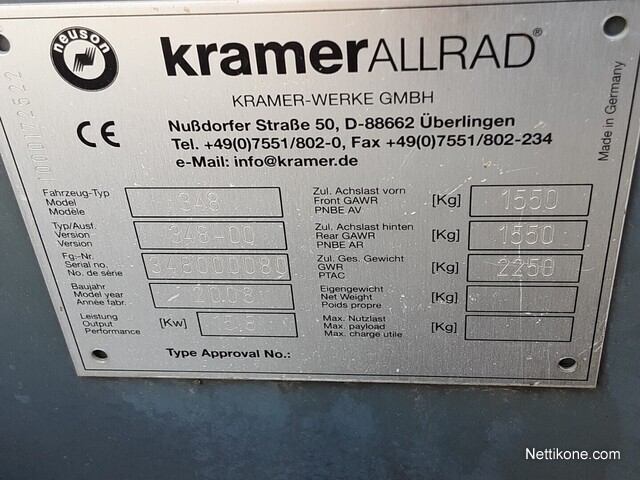 neuson
kramerALLRAD®
KRAMER-WERKE GMBH
Nußdorfer Straße 50, D-88662 Überlingen
Tel. +49(0)7551/802-0, Fax +49(0)7551/802-234
e-Mail: info@kramer.de
Made in Germany
1000172522
CE
Fahrzeug-Typ
Model
Modèle
348
Typ/Ausf.
Version
Version
348-00
Fg.-Nr.
Serial no.
No. de série
348000080
Baujahr
Model year
Année fabr.
2008
Leistung
Output
Performance
[Kw]
15.8
Zul. Achslast vorn
Front GAWR
PNBE AV
[Kg]
1550
Zul. Achslast hinten
Rear GAWR
PNBE AR
[Kg]
1550
Zul. Ges. Gewicht
GWR
PTAC
[Kg]
2250
Eigengewicht
Net Weight
Poids propre
[Kg]
Max. Nutzlast
Max. payload
Max. charge utile
[Kg]
Type Approval No.:
Nettikone.com